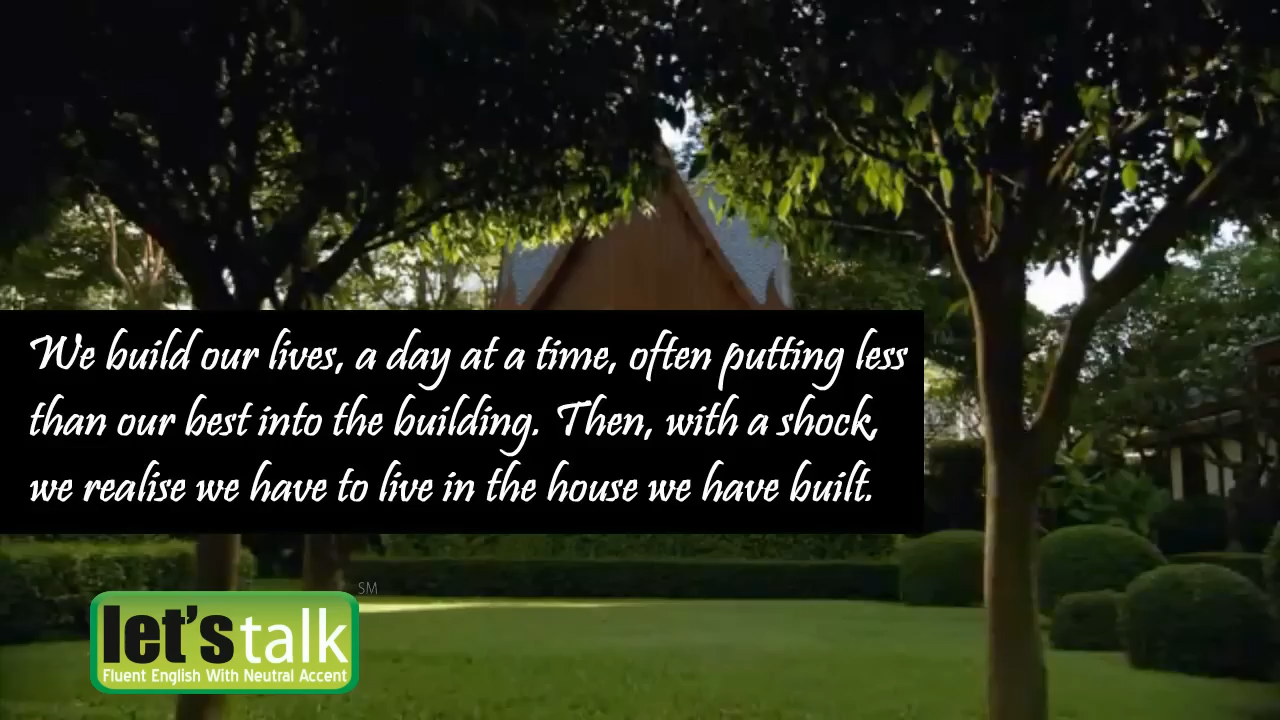 We build our lives, a day at a time, often putting less
than our best into the building. Then, with a shock,
we realise we have to live in the house we have built.
SM
let's talk
Fluent English With Neutral Accent